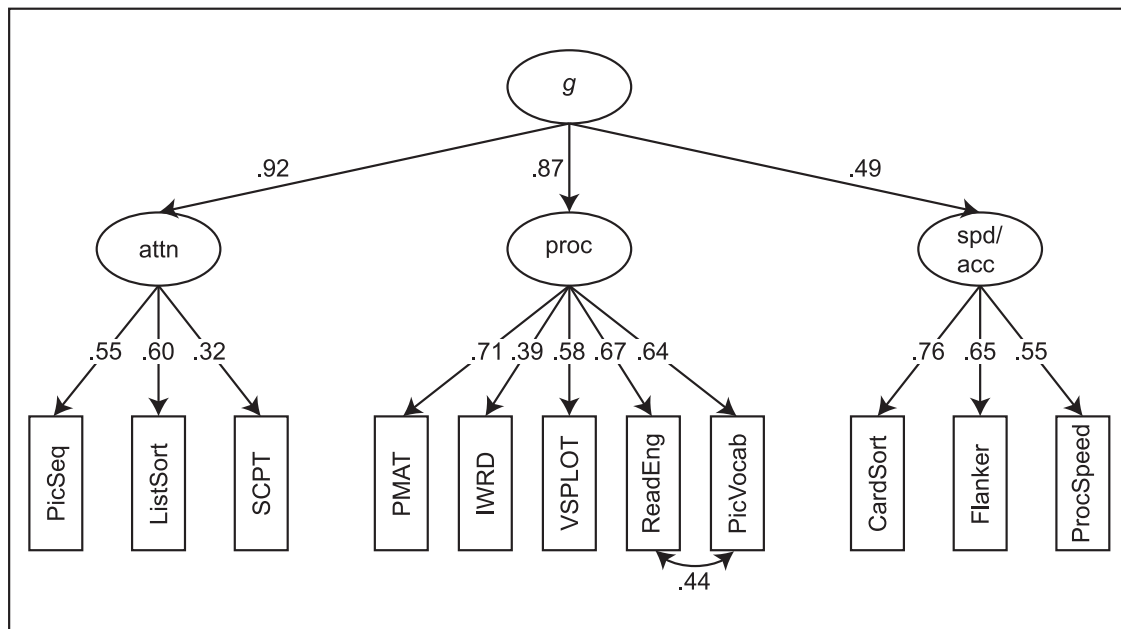 g
.92
.87
.49
attn
proc
spd/
acc
.55
.60
.32
.71
.39
.58
.67
.64
.76
.65
.55
PicSeq
ListSort
SCPT
PMAT
IWRD
VSPLOT
ReadEng
PicVocab
CardSort
Flanker
ProcSpeed
.44